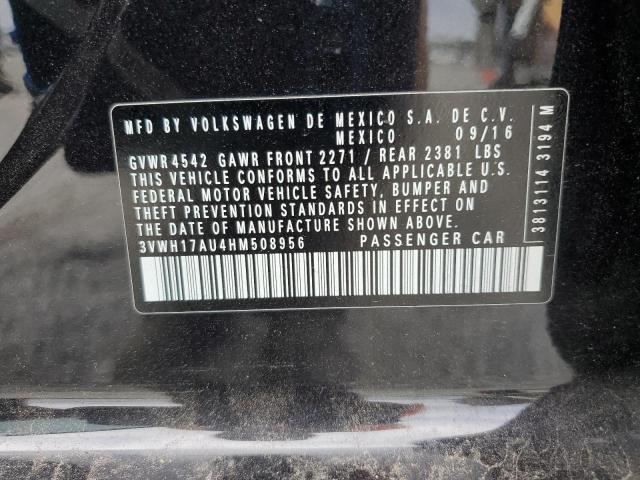 MFD BY VOLKSWAGEN DE MEXICO S.A. DE C.V.
MEXICO 09/16
GVWR 4542 GAWR FRONT 2271 / REAR 2381 LBS
THIS VEHICLE CONFORMS TO ALL APPLICABLE U.S.
FEDERAL MOTOR VEHICLE SAFETY, BUMPER AND
THEFT PREVENTION STANDARDS IN EFFECT ON
THE DATE OF MANUFACTURE SHOWN ABOVE.
3VWH17AU4HM508956 PASSENGER CAR
3813114 3194 M